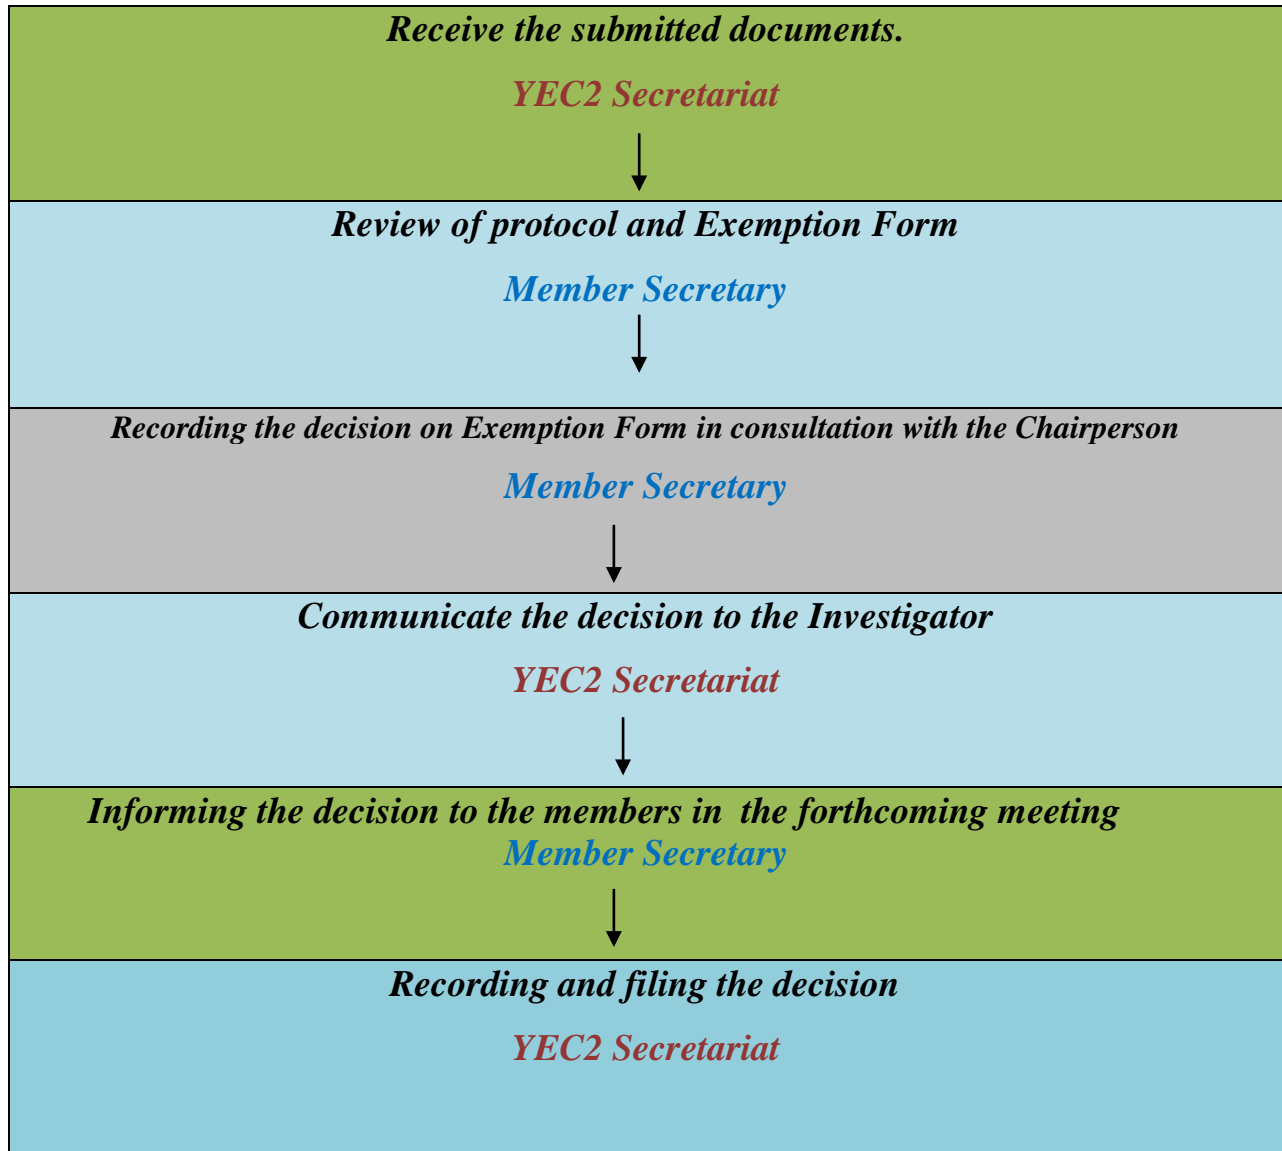 Receive the submitted documents.
YEC2 Secretariat
Review of protocol and Exemption Form
Member Secretary
Recording the decision on Exemption Form in consultation with the Chairperson
Member Secretary
Communicate the decision to the Investigator
YEC2 Secretariat
Informing the decision to the members in  the forthcoming meeting
Member Secretary
Recording and filing the decision
YEC2 Secretariat